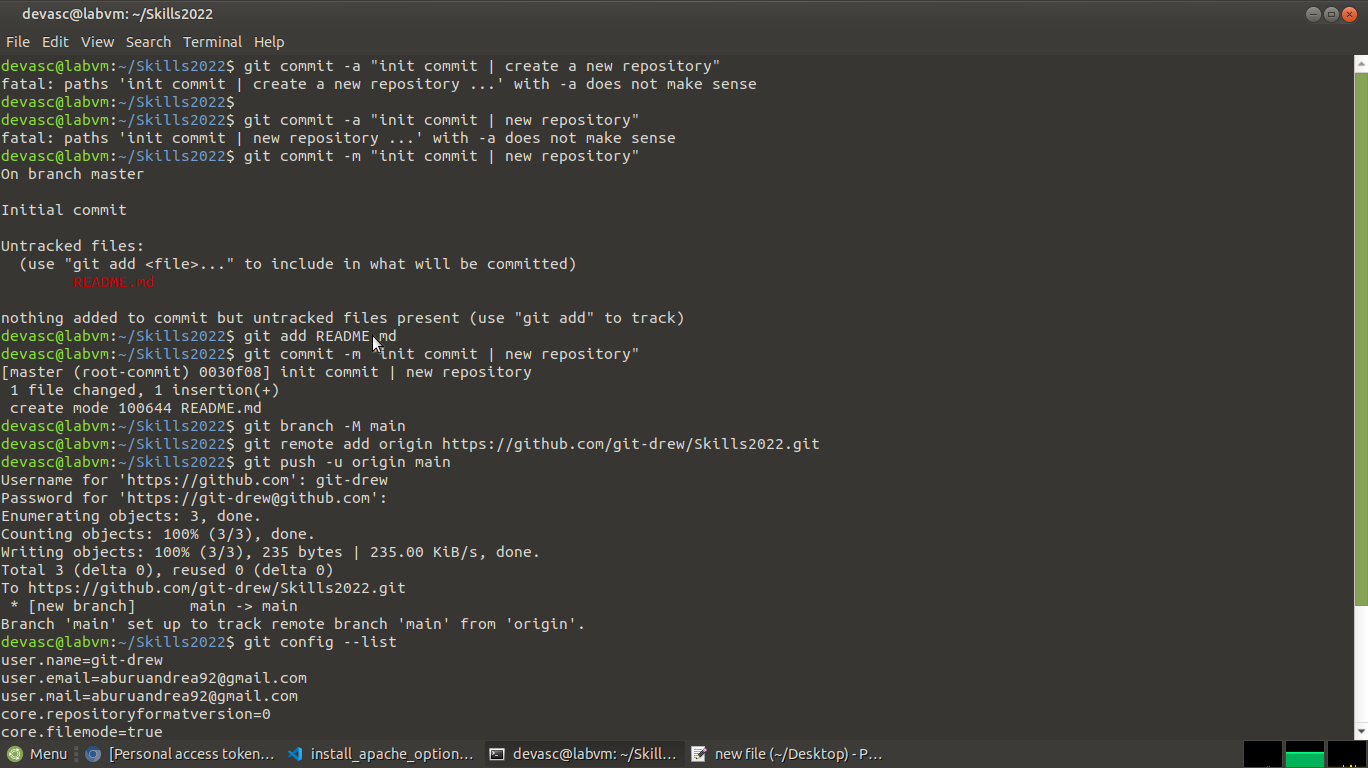 devasc@labvm: ~/Skills2022
File Edit View Search Terminal Help
devasc@labvm:~/Skills2022$ git commit -a "init commit | create a new repository"
fatal: paths 'init commit | create a new repository ...' with -a does not make sense
devasc@labvm:~/Skills2022$
devasc@labvm:~/Skills2022$ git commit -a "init commit | new repository"
fatal: paths 'init commit | new repository ...' with -a does not make sense
devasc@labvm:~/Skills2022$ git commit -m "init commit | new repository"
On branch master
Initial commit
Untracked files:
  (use "git add <file>..." to include in what will be committed)
        README.md
nothing added to commit but untracked files present (use "git add" to track)
devasc@labvm:~/Skills2022$ git add README.md
devasc@labvm:~/Skills2022$ git commit -m "init commit | new repository"
[master (root-commit) 0030f08] init commit | new repository
 1 file changed, 1 insertion(+)
 create mode 100644 README.md
devasc@labvm:~/Skills2022$ git branch -M main
devasc@labvm:~/Skills2022$ git remote add origin https://github.com/git-drew/Skills2022.git
devasc@labvm:~/Skills2022$ git push -u origin main
Username for 'https://github.com': git-drew
Password for 'https://git-drew@github.com':
Enumerating objects: 3, done.
Counting objects: 100% (3/3), done.
Writing objects: 100% (3/3), 235 bytes | 235.00 KiB/s, done.
Total 3 (delta 0), reused 0 (delta 0)
To https://github.com/git-drew/Skills2022.git
 * [new branch]      main -> main
Branch 'main' set up to track remote branch 'main' from 'origin'.
devasc@labvm:~/Skills2022$ git config --list
user.name=git-drew
user.email=aburuandrea92@gmail.com
user.mail=aburuandrea92@gmail.com
core.repositoryformatversion=0
core.filemode=true
Menu [Personal access token... install_apache_option... devasc@labvm: ~/Skill... new file (~/Desktop) - P...